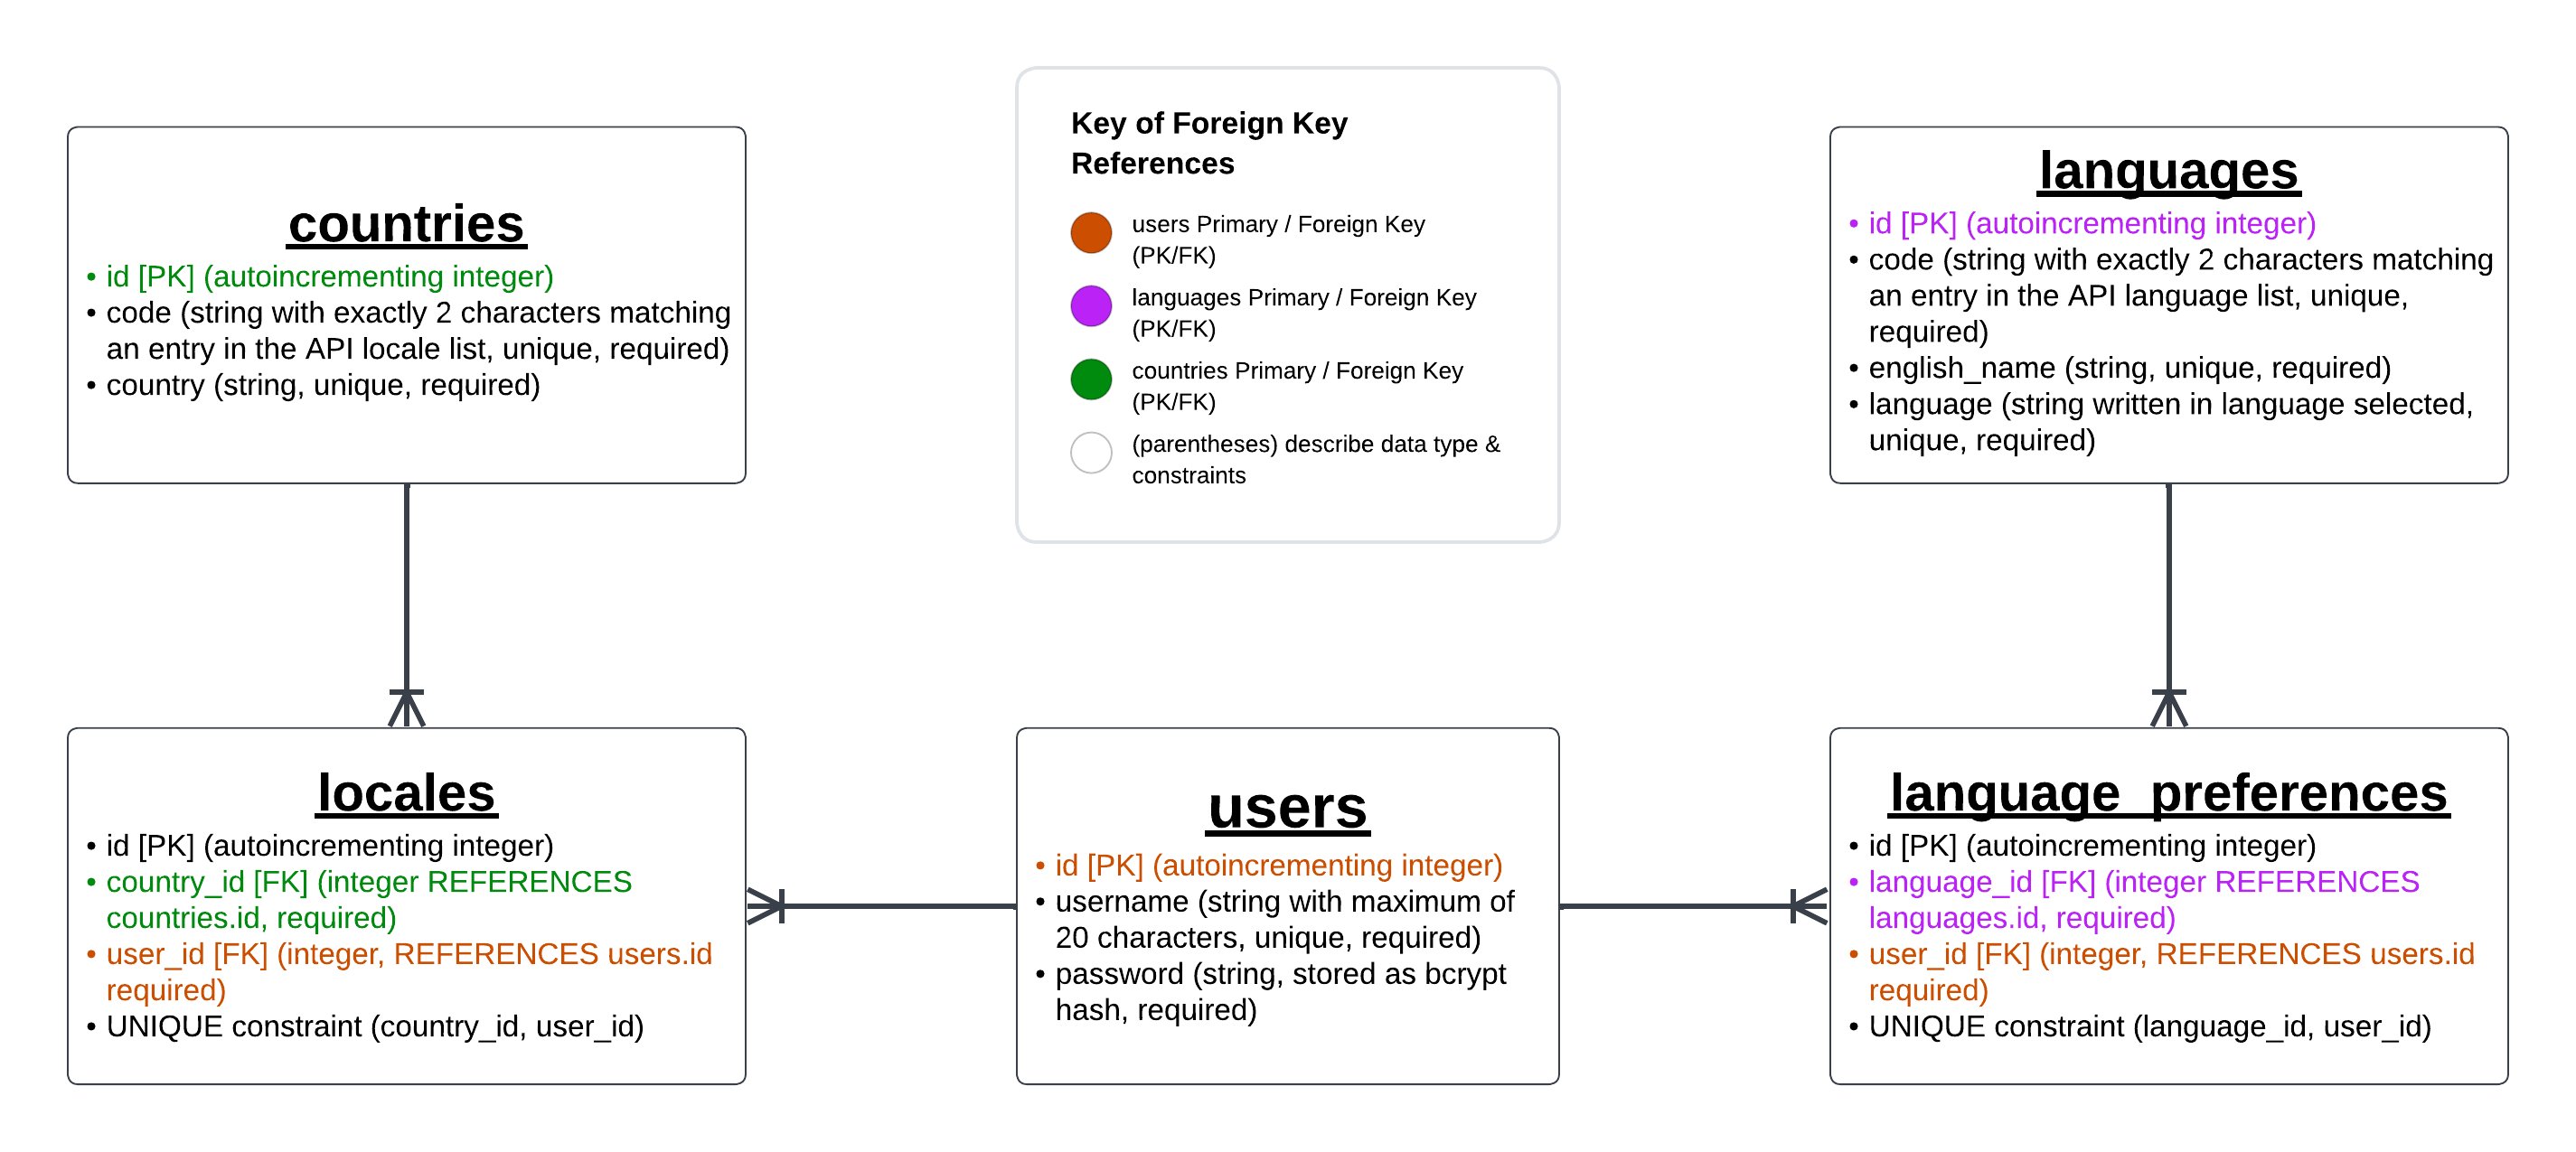 countries
• id [PK] (autoincrementing integer)
• code (string with exactly 2 characters matching
an entry in the API locale list, unique, required)
• country (string, unique, required)
Key of Foreign Key
References
users Primary / Foreign Key
(PK/FK)
languages Primary / Foreign Key
(PK/FK)
countries Primary / Foreign Key
(PK/FK)
(parentheses) describe data type &
constraints
languages
• id [PK] (autoincrementing integer)
• code (string with exactly 2 characters matching
an entry in the API language list, unique,
required)
• english_name (string, unique, required)
• language (string written in language selected,
unique, required)
locales
• id [PK] (autoincrementing integer)
• country_id [FK] (integer REFERENCES
countries.id, required)
• user_id [FK] (integer, REFERENCES users.id
required)
• UNIQUE constraint (country_id, user_id)
users
• id [PK] (autoincrementing integer)
• username (string with maximum of
20 characters, unique, required)
• password (string, stored as bcrypt
hash, required)
language_preferences
• id [PK] (autoincrementing integer)
• language_id [FK] (integer REFERENCES
languages.id, required)
• user_id [FK] (integer, REFERENCES users.id
required)
• UNIQUE constraint (language_id, user_id)